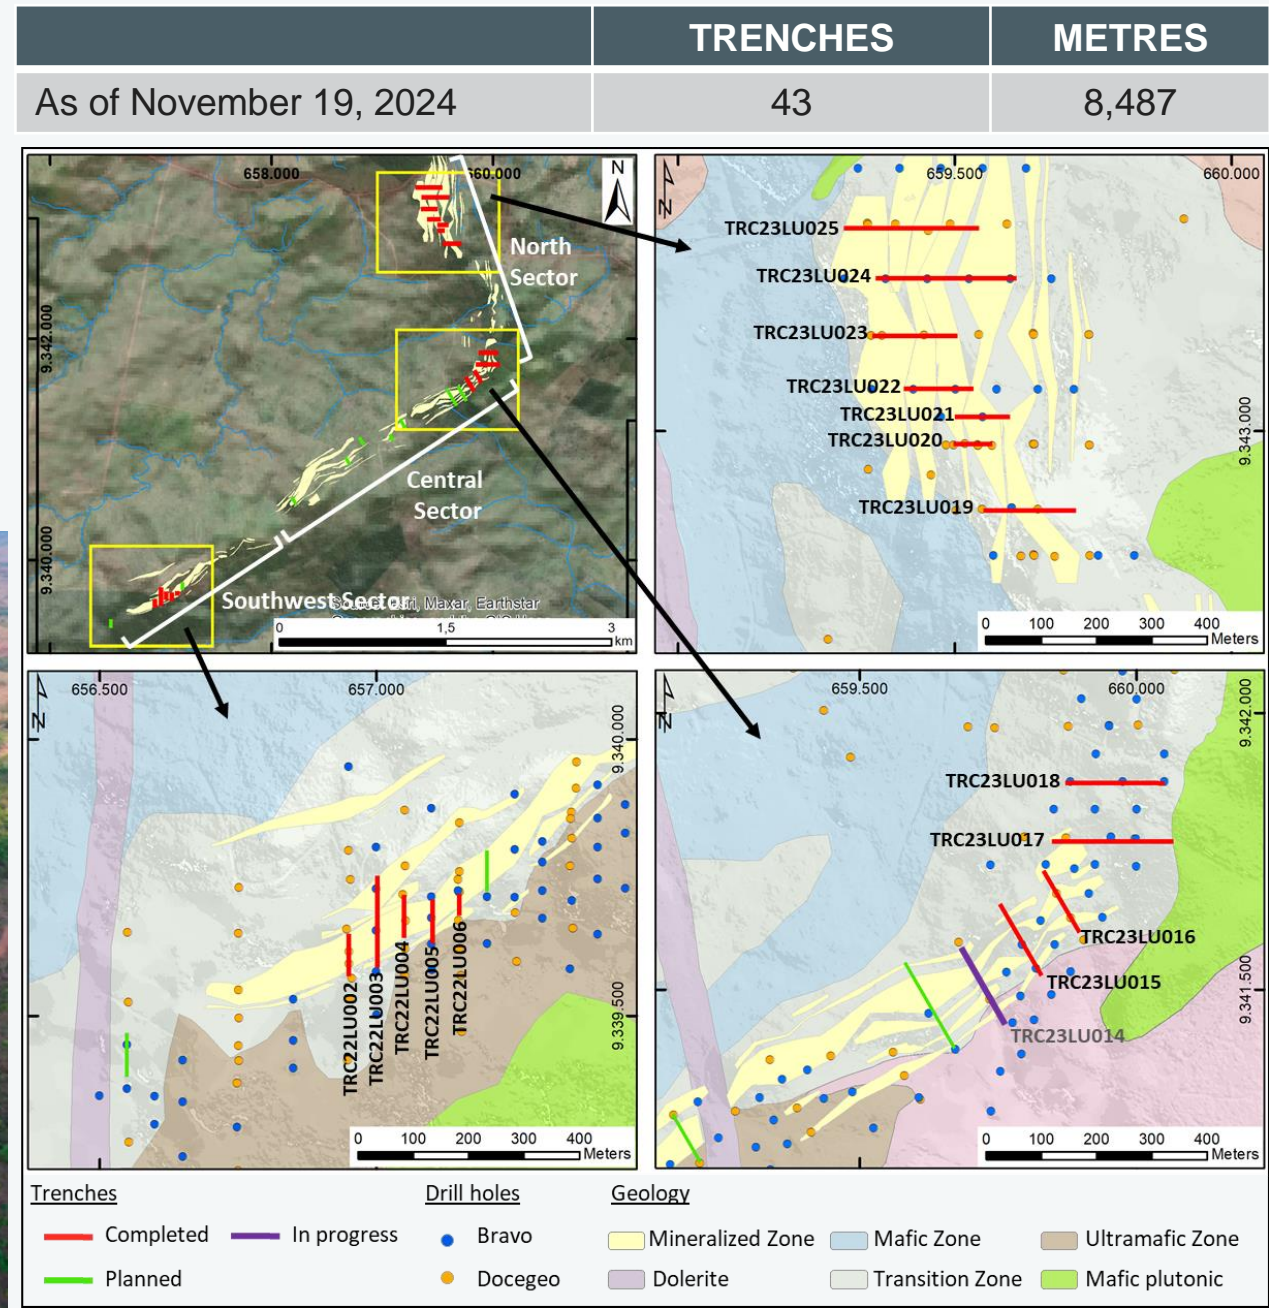 TRENCHES METRES
As of November 19, 2024 43 8,487
658.000 660.000
N
North
Sector
9.342.000
Central
Sector
9.340.000
Southwest Sector
Maxar, Earthstar
0 1,5 3
km
N
659.500 660.000
TRC23LU025
TRC23LU024
TRC23LU023
TRC23LU022
TRC23LU021
TRC23LU020
9.343.000
TRC23LU019
0 100 200 300 400
Meters
N
656.500 657.000
9.340.000
9.339.500
TRC22LU002
TRC22LU003
TRC22LU004
TRC22LU005
TRC22LU006
0 100 200 300 400
Meters
N
659.500 660.000
9.342.000
TRC23LU018
TRC23LU017
TRC23LU016
TRC23LU015
9.341.500
TRC23LU014
0 100 200 300 400
Meters
Trenches Drill holes Geology
Completed In progress Bravo Mineralized Zone Mafic Zone Ultramafic Zone
Planned Docegeo Dolerite Transition Zone Mafic plutonic